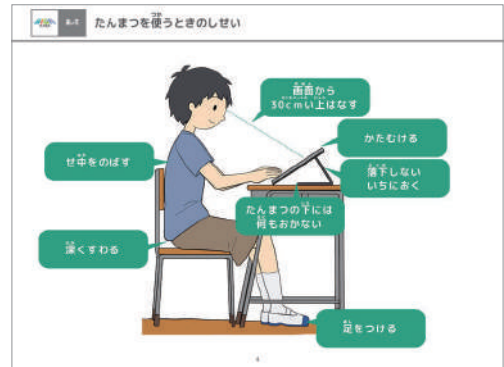 たんまつを使うときのしせい
画面から
30cmい上はなす
かたむける
せ中をのばす
落下しない
いちにおく
たんまつの下には
何もおかない
深くすわる
足をつける
4